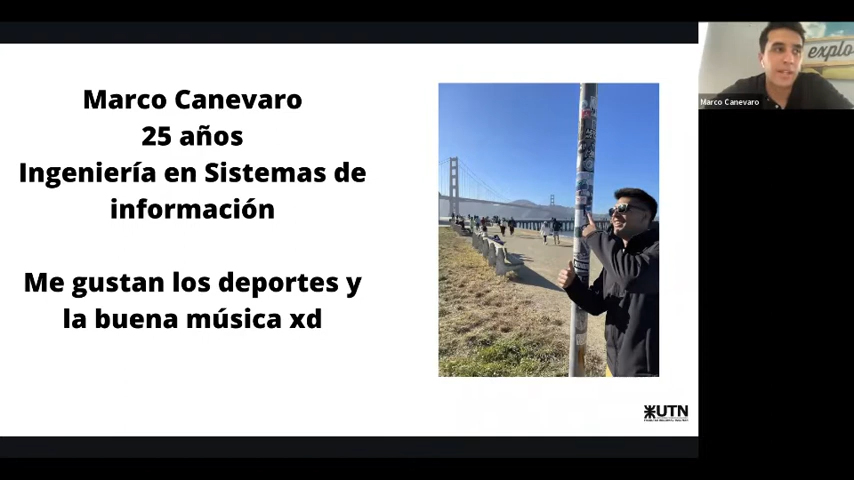 Marco Canevaro
25 años
Ingeniería en Sistemas de
información
Me gustan los deportes y
la buena música xd
UTN
explo
Marco Canevaro